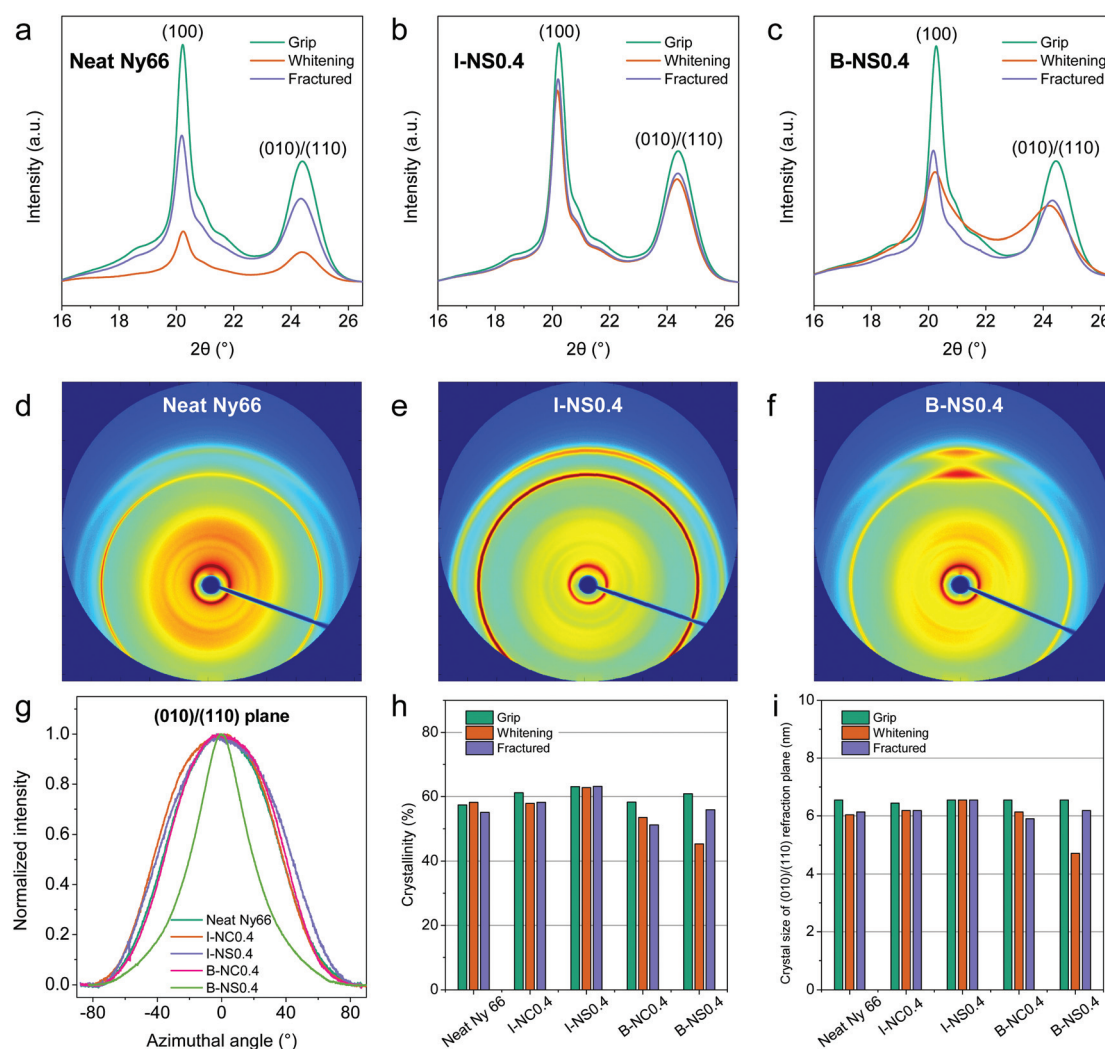 a
Neat Ny66
(100)
Grip
Whitening
Fractured
(010)/(110)
Intensity (a.u.)
16 18 20 22 24 26
2θ (°)
b
I-NS0.4
(100)
Grip
Whitening
Fractured
(010)/(110)
Intensity (a.u.)
16 18 20 22 24 26
2θ (°)
c
B-NS0.4
(100)
Grip
Whitening
Fractured
(010)/(110)
Intensity (a.u.)
16 18 20 22 24 26
2θ (°)
d
Neat Ny66
e
I-NS0.4
f
B-NS0.4
g
(010)/(110) plane
Normalized intensity
1.0
0.8
0.6
0.4
0.2
0.0
Neat Ny66
I-NC0.4
I-NS0.4
B-NC0.4
B-NS0.4
-80 -40 0 40 80
Azimuthal angle (°)
h
Grip
Whitening
Fractured
Crystallinity (%)
80
60
40
20
0
Neat Ny 66
I-NC0.4
I-NS0.4
B-NC0.4
B-NS0.4
i
Grip
Whitening
Fractured
Crystal size of (010)/(110) refraction plane (nm)
10
8
6
4
2
0
Neat Ny 66
I-NC0.4
I-NS0.4
B-NC0.4
B-NS0.4